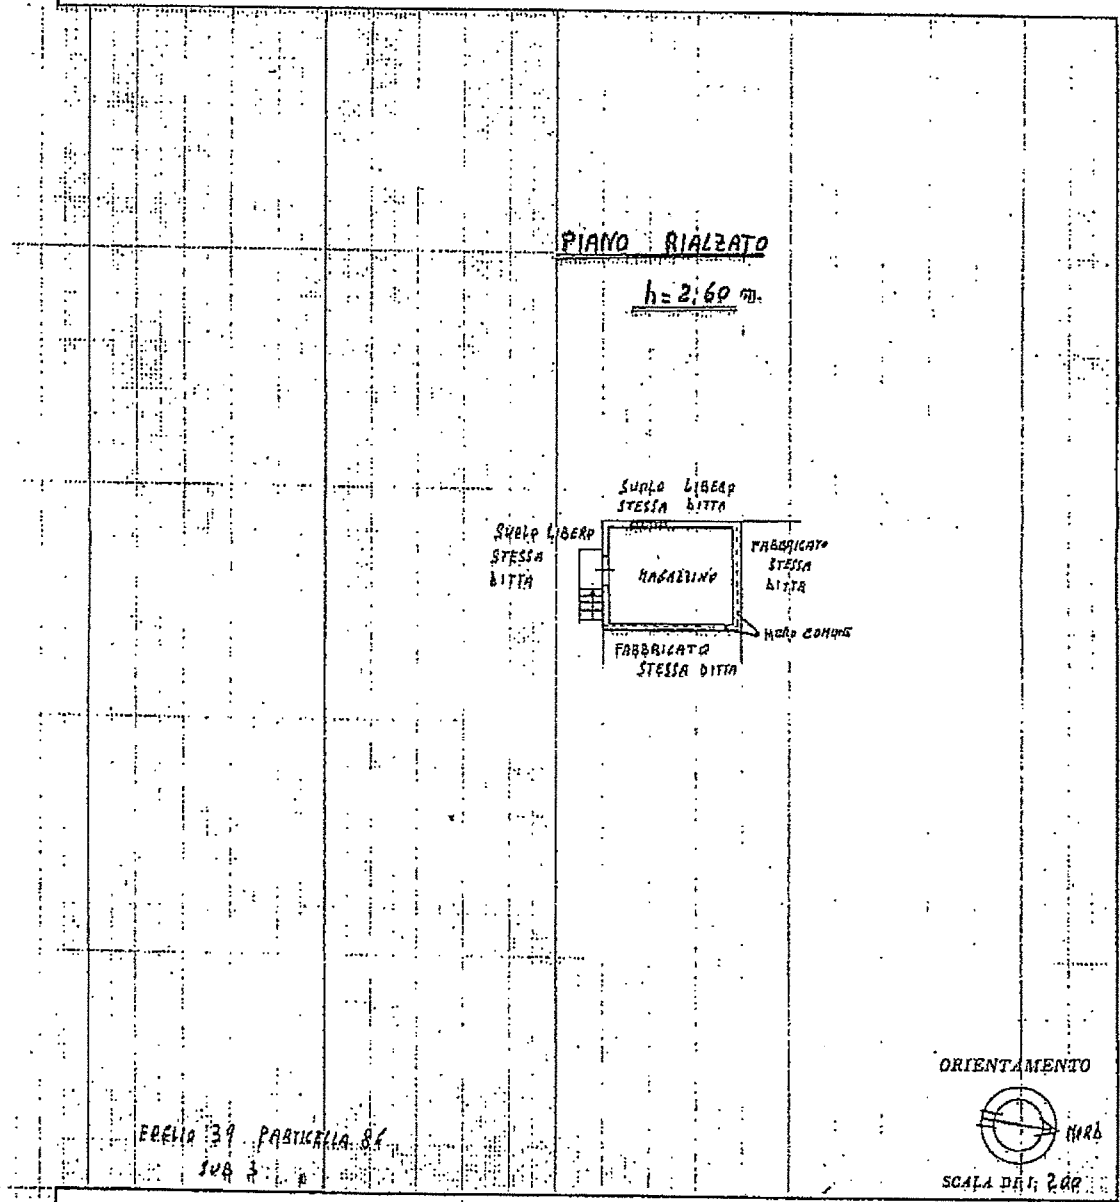 PIANO RIALZATO
h = 2,60 m.
SUOLO LIBERO
STESSA DITTA
SUOLO LIBERO
STESSA
DITTA
MAGAZZINO
FABBRICATO
STESSA
DITTA
MURO COMUNE
FABBRICATO
STESSA DITTA
ORIENTAMENTO
NORD
SCALA DI 1: 200
FOGLIO 39 PARTICELLA
SUB 3